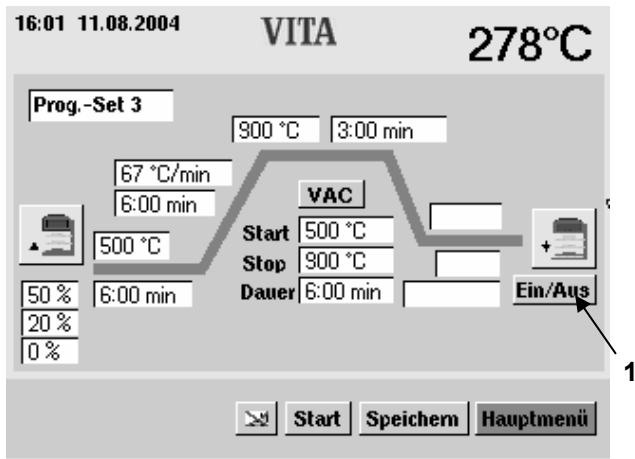 16:01 11.08.2004 VITA 278°C
Prog.-Set 3
900 °C 3:00 min
67 °C/min
6:00 min
VAC
500 °C
Start 500 °C
Stop 900 °C
Dauer 6:00 min
50 % 6:00 min
20 %
0 %
Ein/Aus
1
Start Speichern Hauptmenü